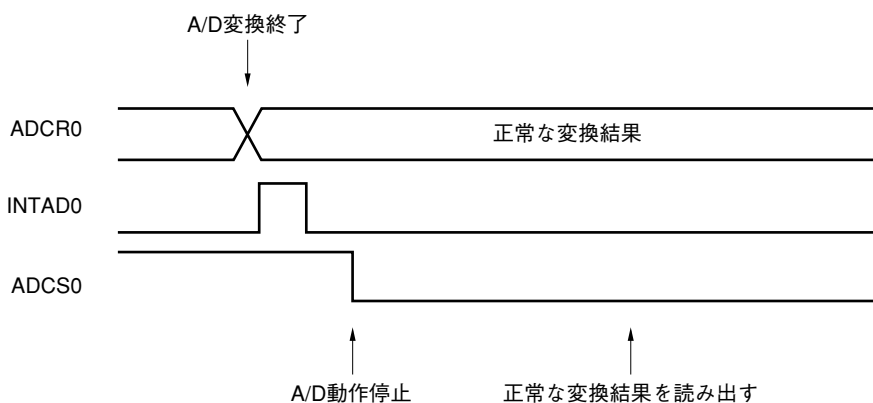 A/D変換終了
ADCR0
正常な変換結果
INTAD0
ADCS0
A/D動作停止
正常な変換結果を読み出す